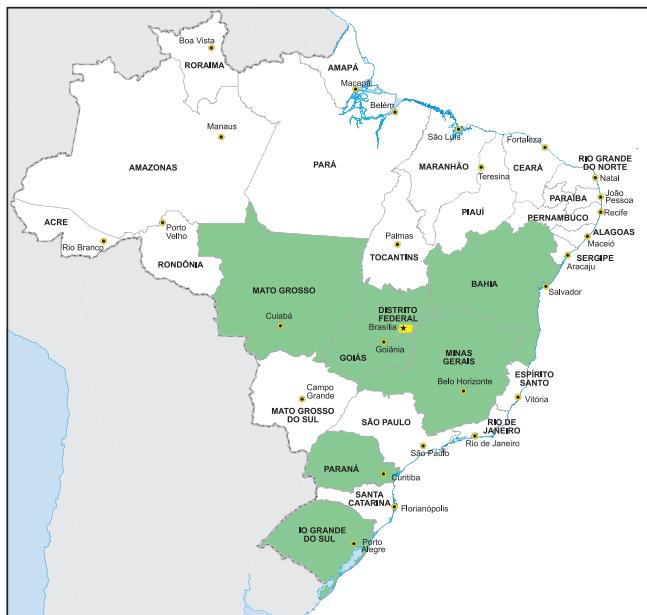 Boa Vista
RORAIMA
AMAPÁ
Macapá
Belém
Manaus
São Luís
Fortaleza
AMAZONAS
PARÁ
MARANHÃO
Teresina
CEARÁ
RIO GRANDE
DO NORTE
Natal
PARAÍBA
João
Pessoa
PIAUÍ
PERNAMBUCO
Recife
ACRE
Rio Branco
Porto
Velho
RONDÔNIA
Palmas
TOCANTINS
ALAGOAS
Maceió
SERGIPE
Aracaju
MATO GROSSO
Cuiabá
BAHIA
Salvador
DISTRITO
FEDERAL
Brasília
Goiânia
GOIÁS
MINAS
GERAIS
Belo Horizonte
ESPÍRITO
SANTO
Vitória
Campo
Grande
MATO GROSSO
DO SUL
SÃO PAULO
São Paulo
RIO DE
JANEIRO
Rio de Janeiro
PARANÁ
Curitiba
SANTA
CATARINA
Florianópolis
IO GRANDE
DO SUL
Porto
Alegre